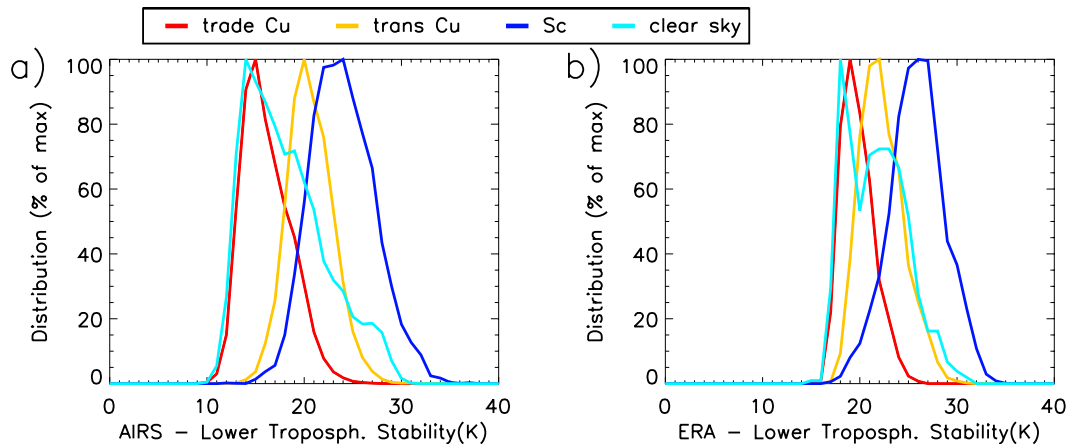 trade Cu trans Cu Sc clear sky
a)
100
80
60
40
20
0
Distribution (% of max)
0 10 20 30 40
AIRS - Lower Troposph. Stability(K)
b)
100
80
60
40
20
0
Distribution (% of max)
0 10 20 30 40
ERA - Lower Troposph. Stability(K)